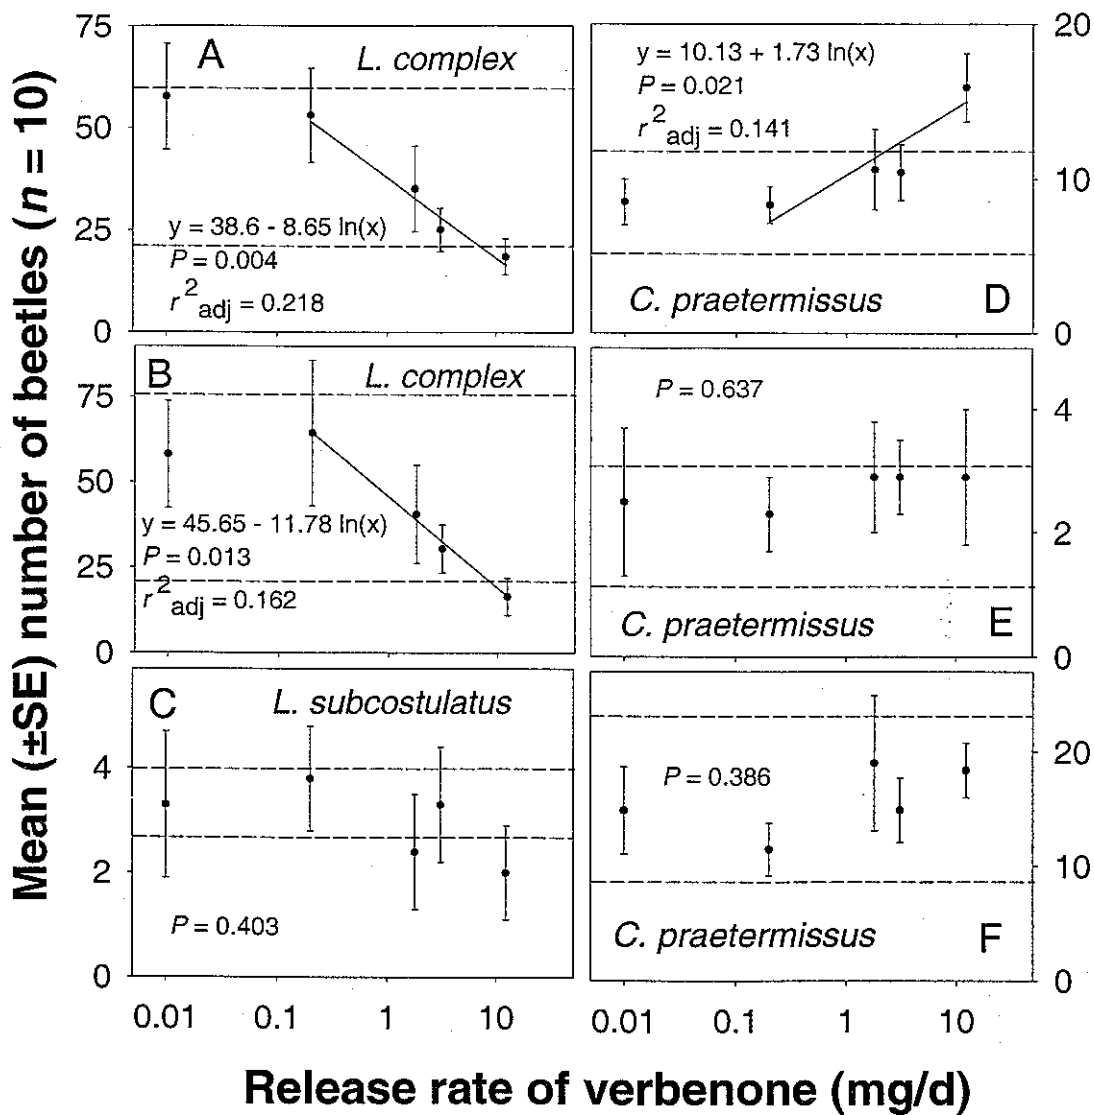 Mean (±SE) number of beetles (n = 10)
75
50
25
0
A
L. complex
y = 38.6 - 8.65 ln(x)
P = 0.004
r²adj = 0.218
75
50
25
0
B
L. complex
y = 45.65 - 11.78 ln(x)
P = 0.013
r²adj = 0.162
4
2
0
C
L. subcostulatus
P = 0.403
0.01 0.1 1 10
y = 10.13 + 1.73 ln(x)
P = 0.021
r²adj = 0.141
C. praetermissus
D
20
10
0
P = 0.637
C. praetermissus
E
4
2
0
P = 0.386
C. praetermissus
F
20
10
0
0.01 0.1 1 10
Release rate of verbenone (mg/d)